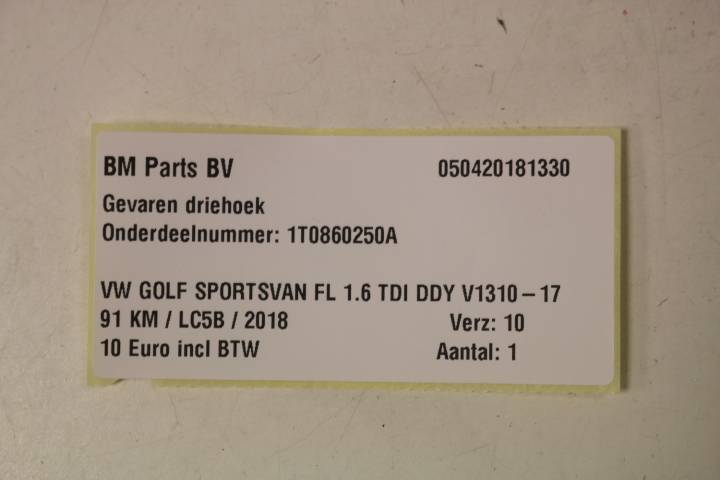 BM Parts BV 050420181330
Gevaren driehoek
Onderdeelnummer: 1T0860250A
VW GOLF SPORTSVAN FL 1.6 TDI DDY V1310-17
91 KM / LC5B / 2018 Verz: 10
10 Euro incl BTW Aantal: 1